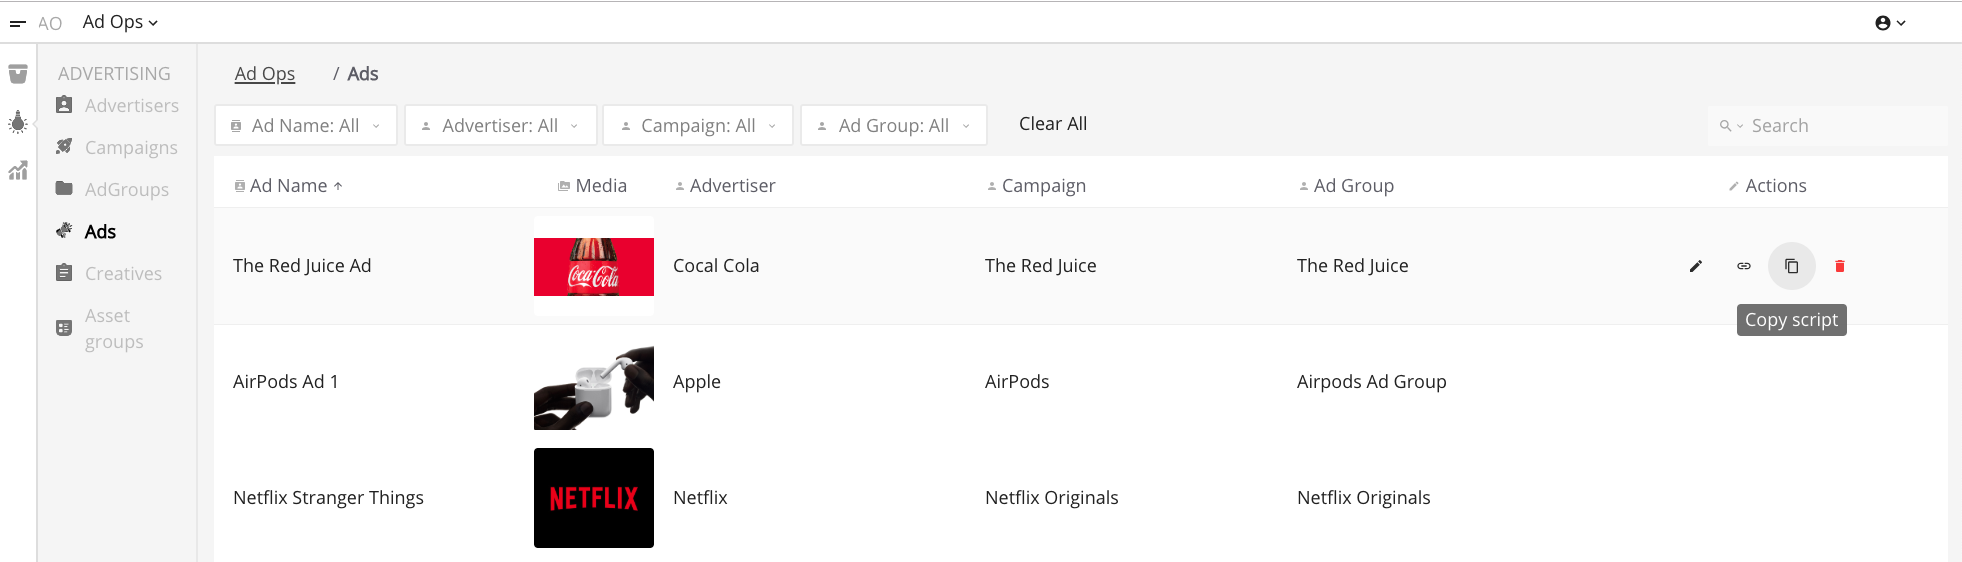 AO Ad Ops
ADVERTISING
Advertisers
Campaigns
AdGroups
Ads
Creatives
Asset
groups
Ad Ops / Ads
Ad Name: All Advertiser: All Campaign: All Ad Group: All Clear All Search
Ad Name Media Advertiser Campaign Ad Group Actions
The Red Juice Ad Coca-Cola Cocal Cola The Red Juice The Red Juice
Copy script
AirPods Ad 1 Apple AirPods Airpods Ad Group
Netflix Stranger Things NETFLIX Netflix Netflix Originals Netflix Originals